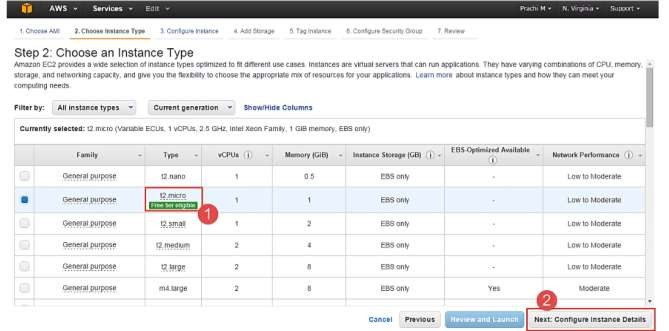 AWS Services Edit Prachi M N. Virginia Support
1. Choose AMI 2. Choose Instance Type 3. Configure Instance 4. Add Storage 5. Tag Instance 6. Configure Security Group 7. Review
Step 2: Choose an Instance Type
Amazon EC2 provides a wide selection of instance types optimized to fit different use cases. Instances are virtual servers that can run applications. They have varying combinations of CPU, memory,
storage, and networking capacity, and give you the flexibility to choose the appropriate mix of resources for your applications. Learn more about instance types and how they can meet your
computing needs.
Filter by: All instance types Current generation Show/Hide Columns
Currently selected: t2.micro (Variable ECUs, 1 vCPUs, 2.5 GHz, Intel Xeon Family, 1 GiB memory, EBS only)
Family Type vCPUs Memory (GiB) Instance Storage (GB) EBS-Optimized Available Network Performance
General purpose t2.nano 1 0.5 EBS only - Low to Moderate
General purpose t2.micro 1 1 EBS only - Low to Moderate
Free tier eligible
1
General purpose t2.small 1 2 EBS only - Low to Moderate
General purpose t2.medium 2 4 EBS only - Low to Moderate
General purpose t2.large 2 8 EBS only - Low to Moderate
General purpose m4.large 2 8 EBS only Yes Moderate
2
Cancel Previous Review and Launch Next: Configure Instance Details